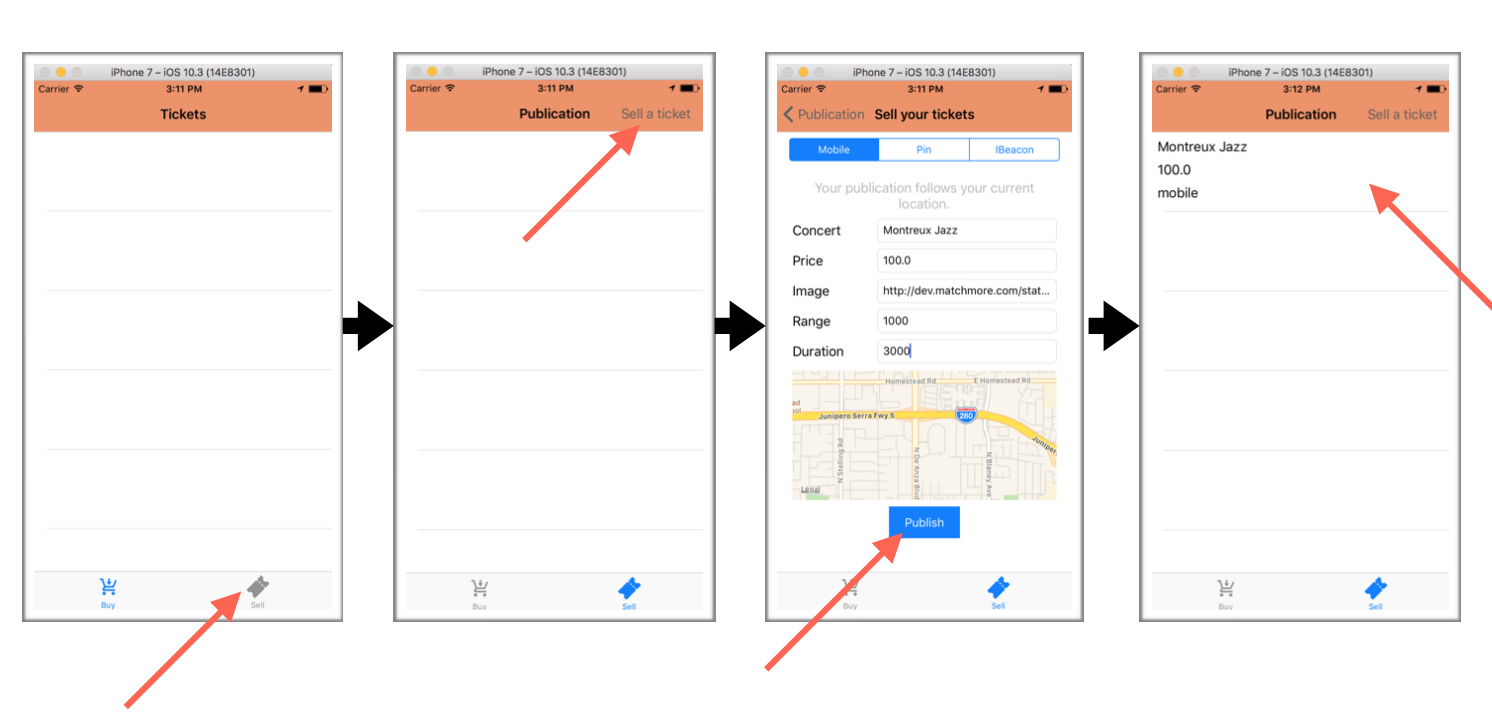 iPhone 7 – iOS 10.3 (14E8301)
Carrier 3:11 PM
Tickets
Buy
Sell
iPhone 7 – iOS 10.3 (14E8301)
Carrier 3:11 PM
Publication Sell a ticket
Buy
Sell
iPhone 7 – iOS 10.3 (14E8301)
Carrier 3:11 PM
Publication Sell your tickets
Mobile Pin IBeacon
Your publication follows your current
location.
Concert Montreux Jazz
Price 100.0
Image http://dev.matchmore.com/stat...
Range 1000
Duration 3000
Homestead Rd E Homestead Rd
Junipero Serra Fwy S
280
Juniper
N Stelling Rd
N De Anza Blvd
N Blaney Ave
Legal
Publish
Buy
Sell
iPhone 7 – iOS 10.3 (14E8301)
Carrier 3:12 PM
Publication Sell a ticket
Montreux Jazz
100.0
mobile
Buy
Sell